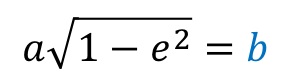 a√(1 − e²) = b